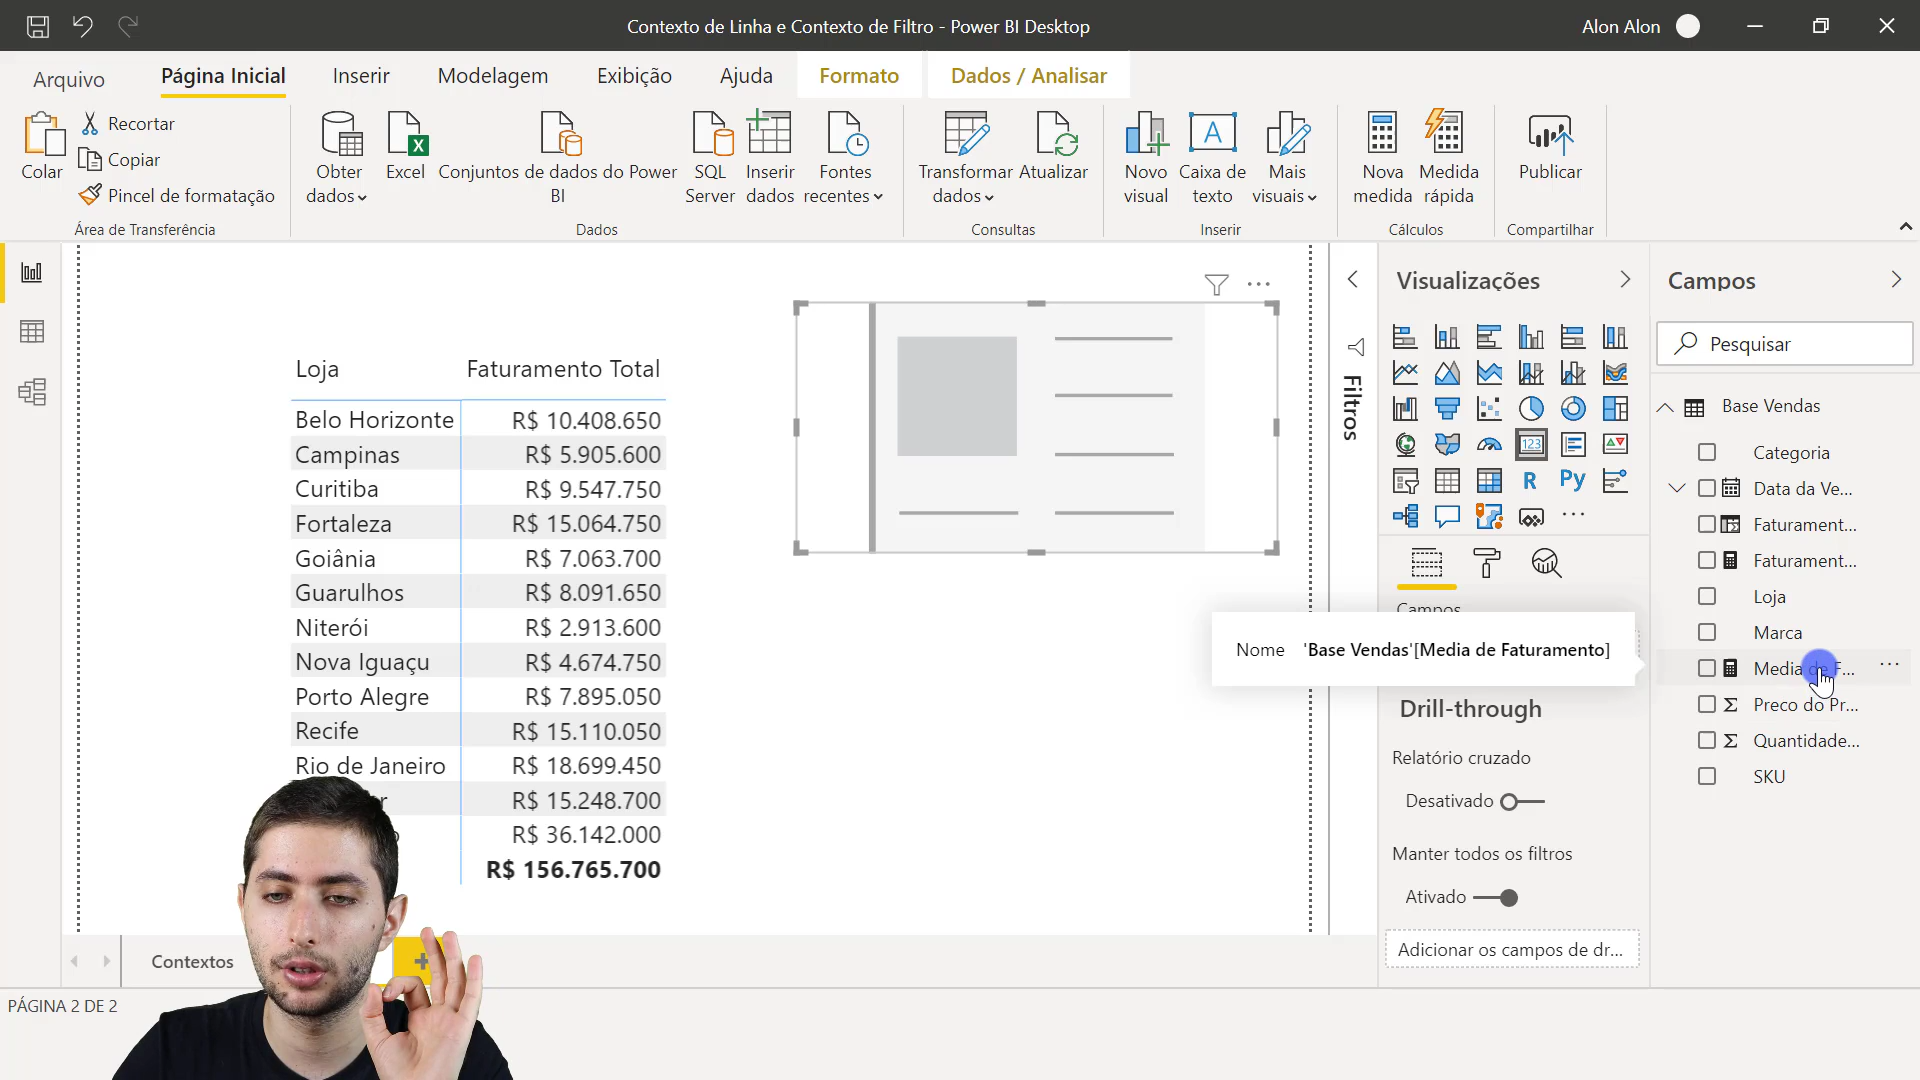 Contexto de Linha e Contexto de Filtro - Power BI Desktop
Alon Alon
Arquivo
Página Inicial
Inserir
Modelagem
Exibição
Ajuda
Formato
Dados / Analisar
Colar
Recortar
Copiar
Pincel de formatação
Área de Transferência
Obter dados
Excel
Conjuntos de dados do Power BI
SQL Server
Inserir dados
Fontes recentes
Dados
Transformar dados
Atualizar
Consultas
Novo visual
Caixa de texto
Mais visuais
Inserir
Nova medida
Medida rápida
Cálculos
Publicar
Compartilhar
Loja Faturamento Total
Belo Horizonte R$ 10.408.650
Campinas R$ 5.905.600
Curitiba R$ 9.547.750
Fortaleza R$ 15.064.750
Goiânia R$ 7.063.700
Guarulhos R$ 8.091.650
Niterói R$ 2.913.600
Nova Iguaçu R$ 4.674.750
Porto Alegre R$ 7.895.050
Recife R$ 15.110.050
Rio de Janeiro R$ 18.699.450
R$ 15.248.700
R$ 36.142.000
R$ 156.765.700
Filtros
Visualizações
123
R
Py
Campos
Nome 'Base Vendas'[Media de Faturamento]
Drill-through
Relatório cruzado
Desativado
Manter todos os filtros
Ativado
Adicionar os campos de dr...
Campos
Pesquisar
Base Vendas
Categoria
Data da Ve...
Faturament...
Faturament...
Loja
Marca
Media de F...
Preco do Pr...
Quantidade...
SKU
Contextos
PÁGINA 2 DE 2